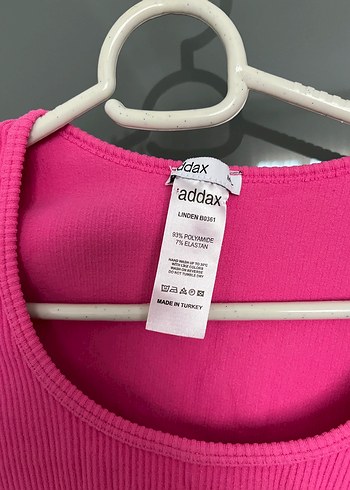 addax
addax
LINDEN B0361
93% POLYAMIDE
7% ELASTAN
HAND WASH UP TO 30°C
WITH LIKE COLORS
WASH ON REVERSE
DO NOT TUMBLE DRY
MADE IN TURKEY